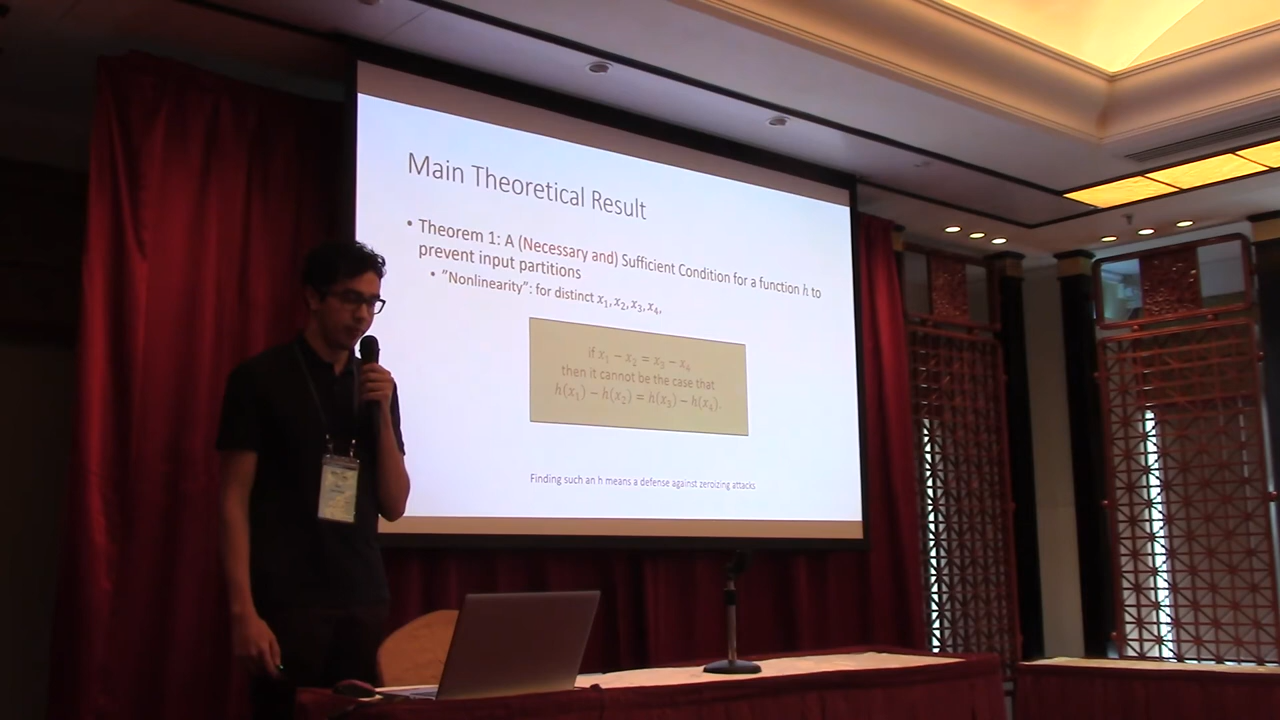 Main Theoretical Result
• Theorem 1: A (Necessary and) Sufficient Condition for a function h to
prevent input partitions
• "Nonlinearity": for distinct x₁, x₂, x₃, x₄,
if x₁ − x₂ = x₃ − x₄
then it cannot be the case that
h(x₁) − h(x₂) = h(x₃) − h(x₄).
Finding such an h means a defense against zeroizing attacks